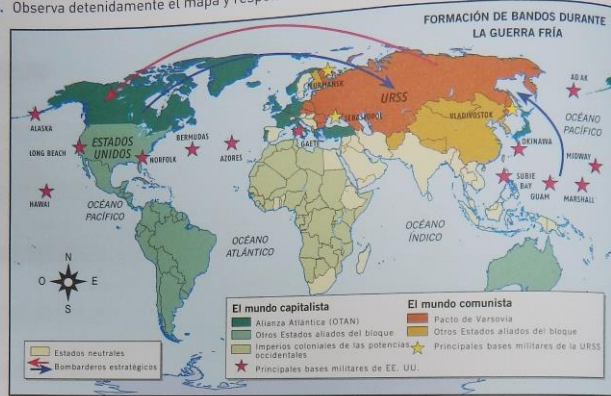 Observa detenidamente el mapa y
FORMACIÓN DE BANDOS DURANTE
LA GUERRA FRÍA
ALASKA
LONG BEACH
HAWAI
ESTADOS
UNIDOS
NORFOLK
BERMUDAS
AZORES
GAETA
MURMANSK
SEBASTOPOL
URSS
VLADIVOSTOK
ADAK
OCÉANO
PACÍFICO
OKINAWA
MIDWAY
SUBIE
BAY
GUAM
MARSHALL
OCÉANO
PACÍFICO
OCÉANO
ATLÁNTICO
OCÉANO
ÍNDICO
N
O
E
S
El mundo capitalista
Alianza Atlántica (OTAN)
Otros Estados aliados del bloque
Imperios coloniales de las potencias
occidentales
Principales bases militares de EE. UU.
El mundo comunista
Pacto de Varsovia
Otros Estados aliados del bloque
Principales bases militares de la URSS
Estados neutrales
Bombarderos estratégicos